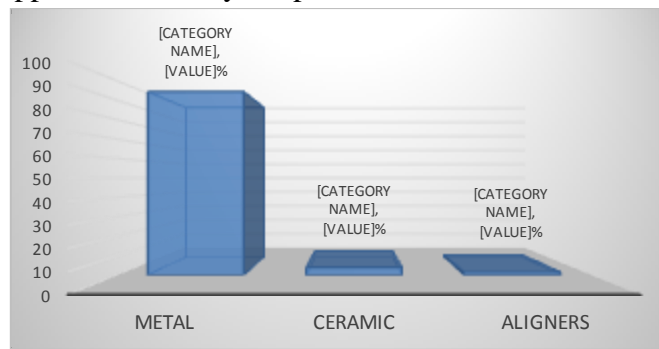 [CATEGORY
NAME],
[VALUE]%
100
90
80
70
60
50
40
30
20
10
0
[CATEGORY
NAME],
[VALUE]%
[CATEGORY
NAME],
[VALUE]%
METAL CERAMIC ALIGNERS